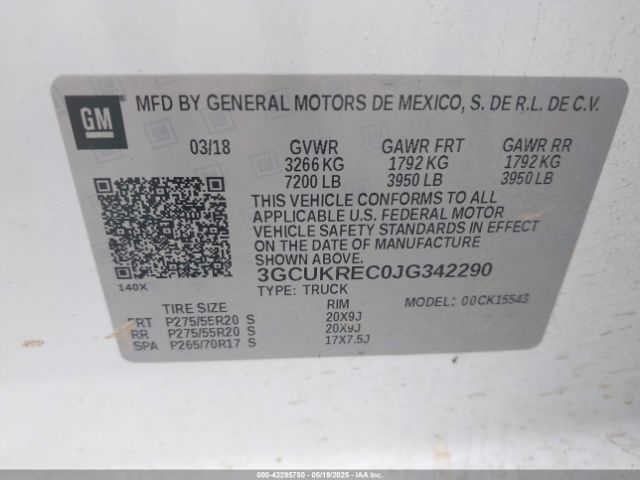 GM MFD BY GENERAL MOTORS DE MEXICO, S. DE R.L. DE C.V.
03/18 GVWR GAWR FRT GAWR RR
3266 KG 1792 KG 1792 KG
7200 LB 3950 LB 3950 LB
THIS VEHICLE CONFORMS TO ALL
APPLICABLE U.S. FEDERAL MOTOR
VEHICLE SAFETY STANDARDS IN EFFECT
ON THE DATE OF MANUFACTURE
SHOWN ABOVE.
140X 3GCUKREC0JG342290
TYPE: TRUCK MODEL: 00CK15543
TIRE SIZE RIM
FRT P275/55R20 S 20X9J
RR P275/55R20 S 20X9J
SPA P265/70R17 S 17X7.5J
000-42295750 - 05/19/2025 - IAAI.COM